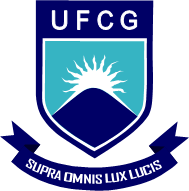 UFCG
SUPRA OMNIS LUX LUCIS